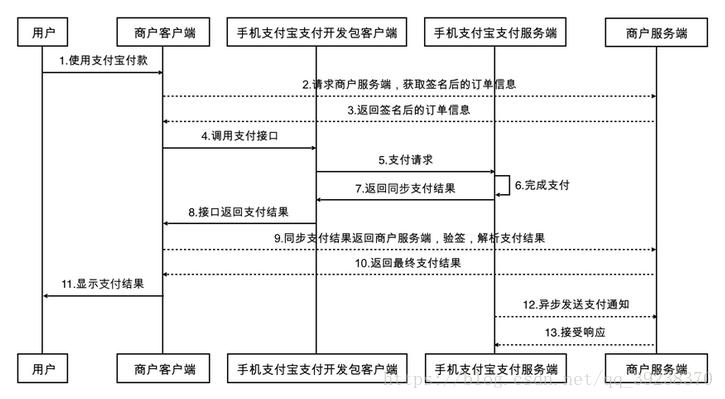 用户
商户客户端
手机支付宝支付开发包客户端
手机支付宝支付服务端
商户服务端
1.使用支付宝付款
2.请求商户服务端，获取签名后的订单信息
3.返回签名后的订单信息
4.调用支付接口
5.支付请求
6.完成支付
7.返回同步支付结果
8.接口返回支付结果
9.同步支付结果返回商户服务端，验签，解析支付结果
10.返回最终支付结果
11.显示支付结果
12.异步发送支付通知
13.接受响应
用户
商户客户端
手机支付宝支付开发包客户端
手机支付宝支付服务端
商户服务端
https://blog.csdn.net/qq_39238370